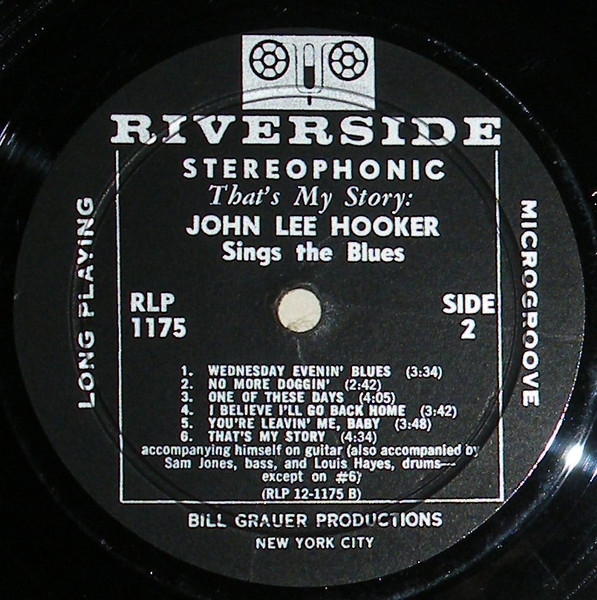 RIVERSIDE
STEREOPHONIC
That's My Story:
JOHN LEE HOOKER
Sings the Blues
LONG PLAYING
MICROGROOVE
RLP
1175
SIDE
2
1. WEDNESDAY EVENIN' BLUES (3:34)
2. NO MORE DOGGIN' (2:42)
3. ONE OF THESE DAYS (4:05)
4. I BELIEVE I'LL GO BACK HOME (3:42)
5. YOU'RE LEAVIN' ME, BABY (3:48)
6. THAT'S MY STORY (4:34)
accompanying himself on guitar (also accompanied by
Sam Jones, bass, and Louis Hayes, drums—
except on #6)
(RLP 12-1175 B)
BILL GRAUER PRODUCTIONS
NEW YORK CITY